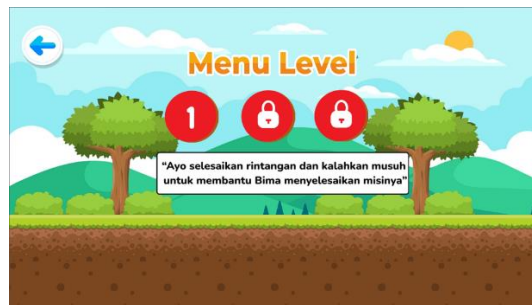 Menu Level
1
“Ayo selesaikan rintangan dan kalahkan musuh
untuk membantu Bima menyelesaikan misinya”